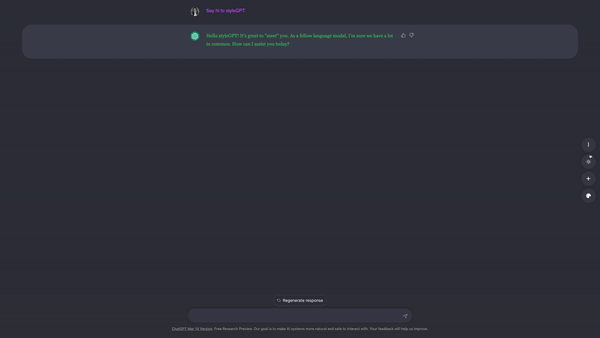 Say hi to styleGPT
Hello styleGPT! It's great to "meet" you. As a fellow language model, I'm sure we have a lot
in common. How can I assist you today?
Regenerate response
ChatGPT Mar 14 Version. Free Research Preview. Our goal is to make AI systems more natural and safe to interact with. Your feedback will help us improve.